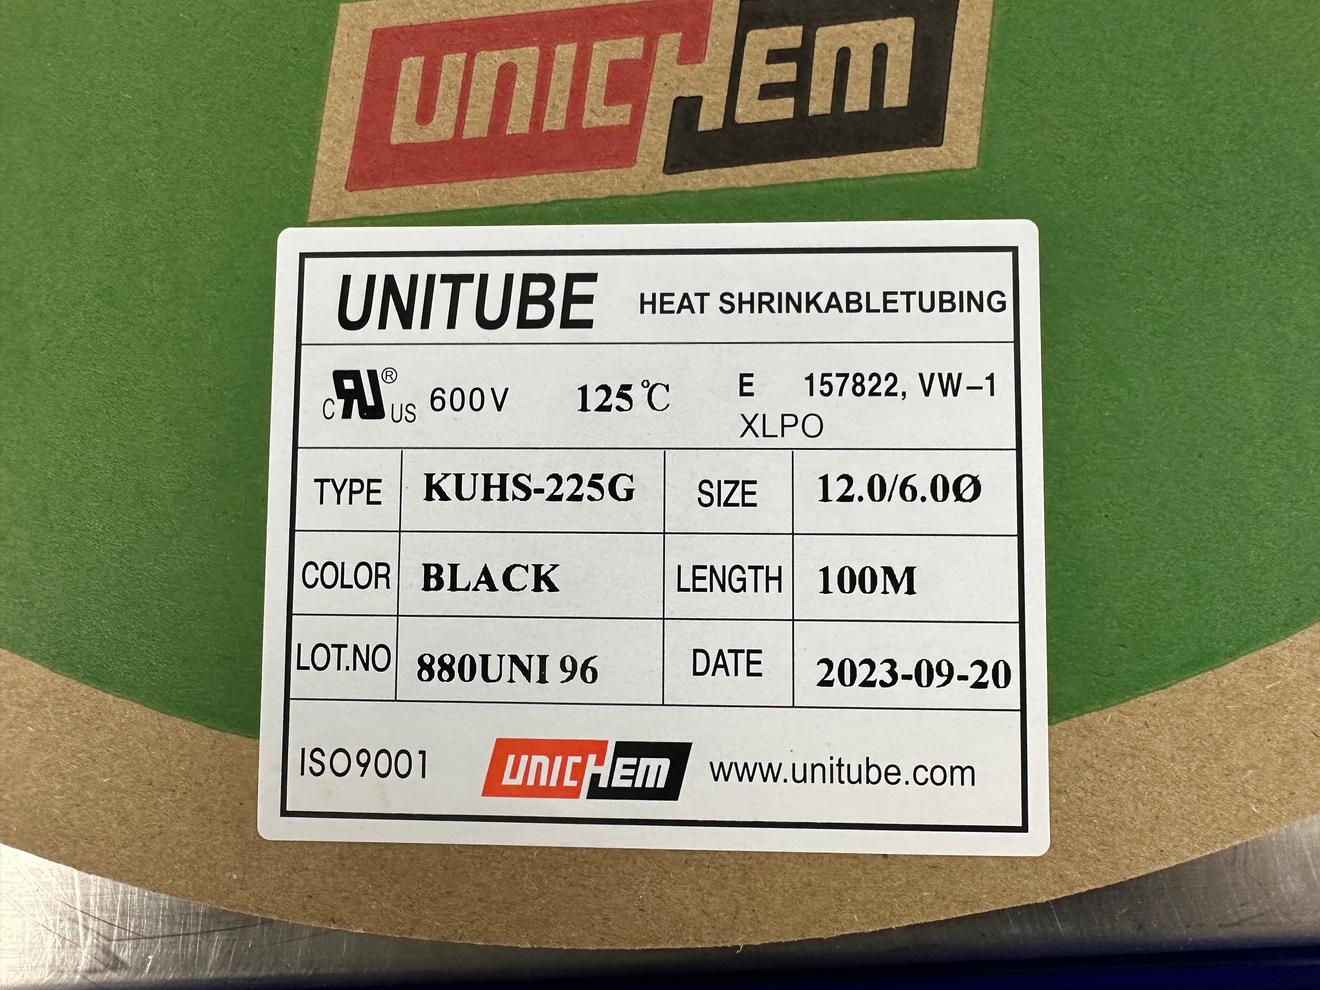 UNICHEM
UNITUBE HEAT SHRINKABLETUBING
C RU ® US 600V 125℃ E 157822, VW-1
XLPO
TYPE KUHS-225G SIZE 12.0/6.0Ø
COLOR BLACK LENGTH 100M
LOT.NO 880UNI 96 DATE 2023-09-20
ISO9001 UNICHEM www.unitube.com